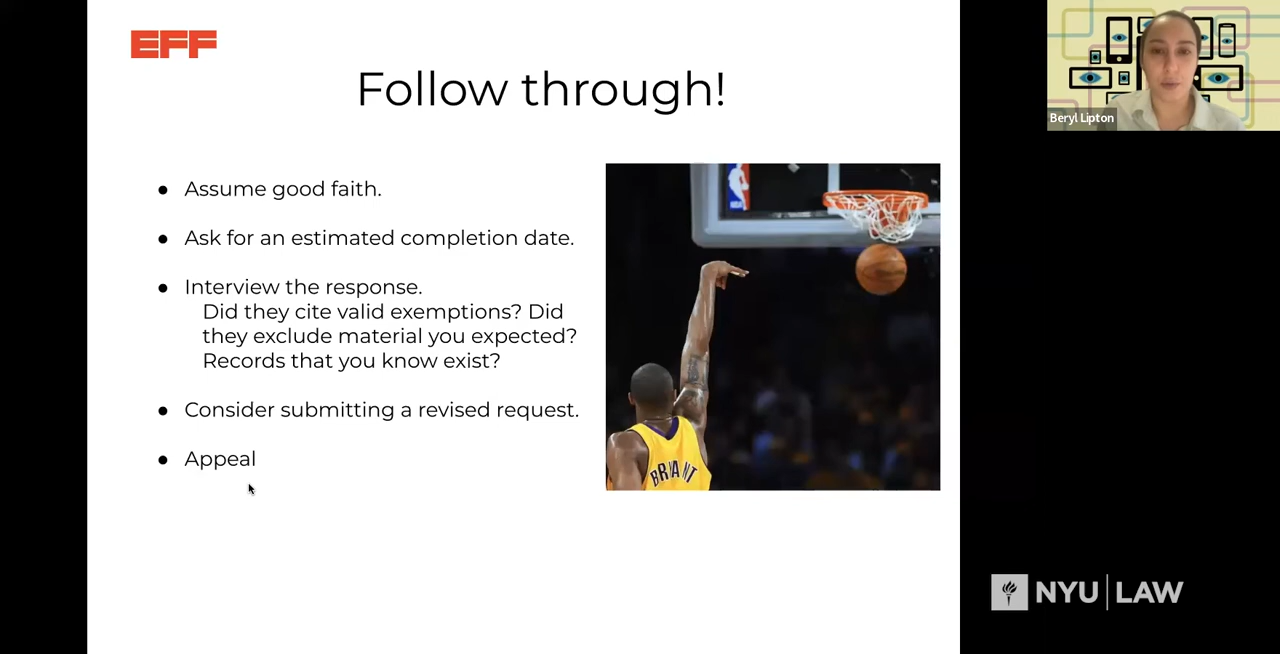 EFF
Follow through!
● Assume good faith.
● Ask for an estimated completion date.
● Interview the response.
Did they cite valid exemptions? Did
they exclude material you expected?
Records that you know exist?
● Consider submitting a revised request.
● Appeal
NBA
BRYANT
Beryl Lipton
NYU | LAW